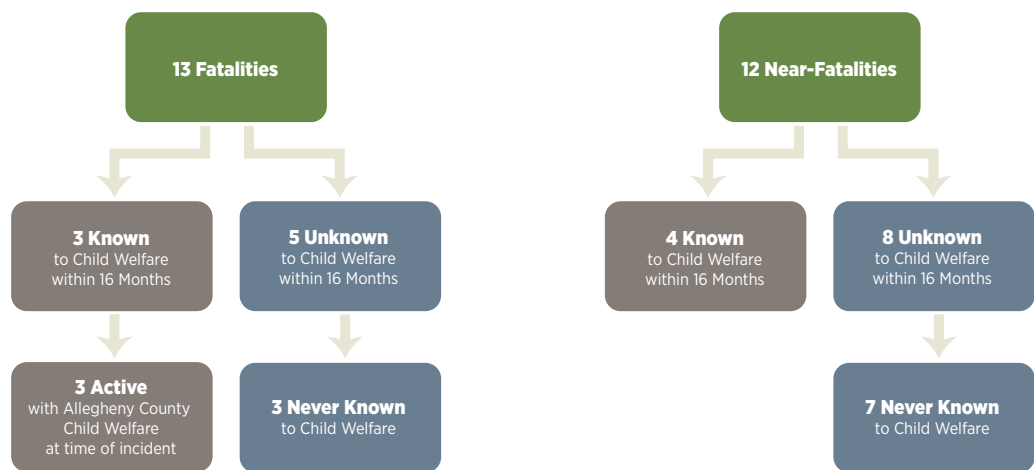 13 Fatalities
12 Near-Fatalities
3 Known
to Child Welfare
within 16 Months
5 Unknown
to Child Welfare
within 16 Months
4 Known
to Child Welfare
within 16 Months
8 Unknown
to Child Welfare
within 16 Months
3 Active
with Allegheny County
Child Welfare
at time of incident
3 Never Known
to Child Welfare
7 Never Known
to Child Welfare